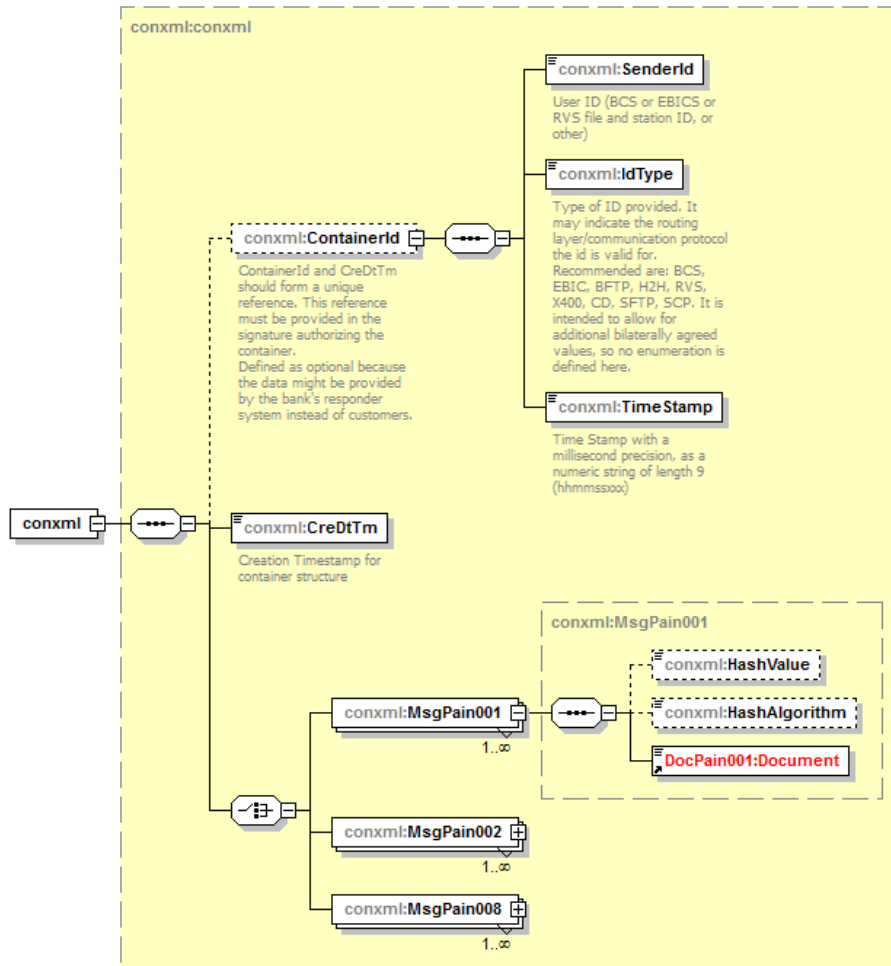 conxml:conxml
conxml:SenderId
User ID (BCS or EBICS or
RVS file and station ID, or
other)
conxml:IdType
Type of ID provided. It
may indicate the routing
layer/communication protocol
the id is valid for.
Recommended are: BCS,
EBIC, BFTP, H2H, RVS,
X400, CD, SFTP, SCP. It is
intended to allow for
additional bilaterally agreed
values, so no enumeration is
defined here.
conxml:ContainerId
ContainerId and CreDtTm
should form a unique
reference. This reference
must be provided in the
signature authorizing the
container.
Defined as optional because
the data might be provided
by the bank's responder
system instead of customers.
conxml:TimeStamp
Time Stamp with a
millisecond precision, as a
numeric string of length 9
(hhmmssxxx)
conxml
conxml:CreDtTm
Creation Timestamp for
container structure
conxml:MsgPain001
conxml:HashValue
conxml:HashAlgorithm
DocPain001:Document
conxml:MsgPain001
1..∞
conxml:MsgPain002
1..∞
conxml:MsgPain008
1..∞